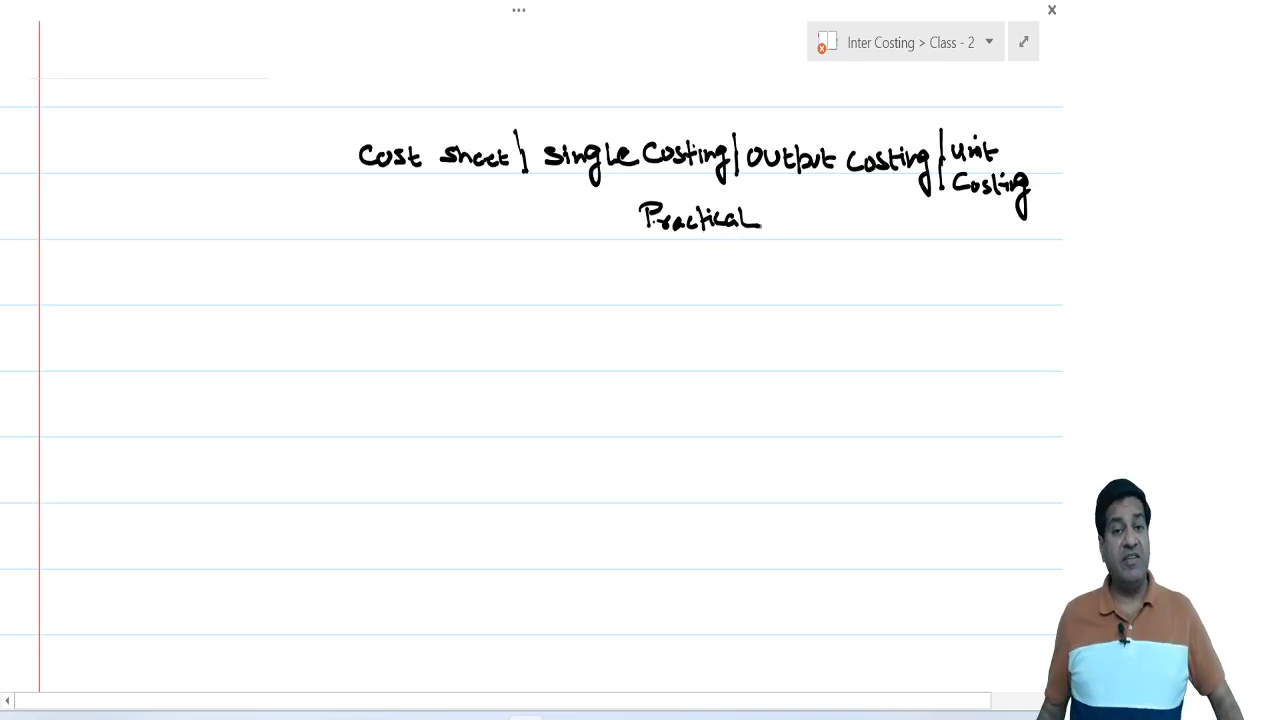 Inter Costing > Class - 2
Cost sheet | Single Costing | Output Costing | Unit Costing
Practical